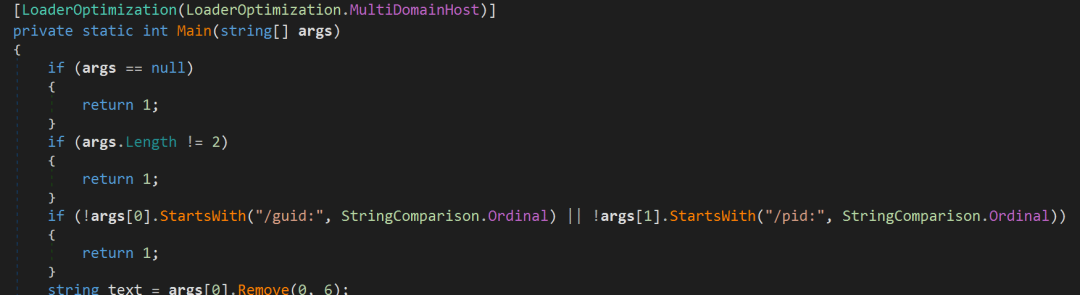 [LoaderOptimization(LoaderOptimization.MultiDomainHost)]
private static int Main(string[] args)
{
    if (args == null)
    {
        return 1;
    }
    if (args.Length != 2)
    {
        return 1;
    }
    if (!args[0].StartsWith("/guid:", StringComparison.Ordinal) || !args[1].StartsWith("/pid:", StringComparison.Ordinal))
    {
        return 1;
    }
    string text = args[0].Remove(0, 6);